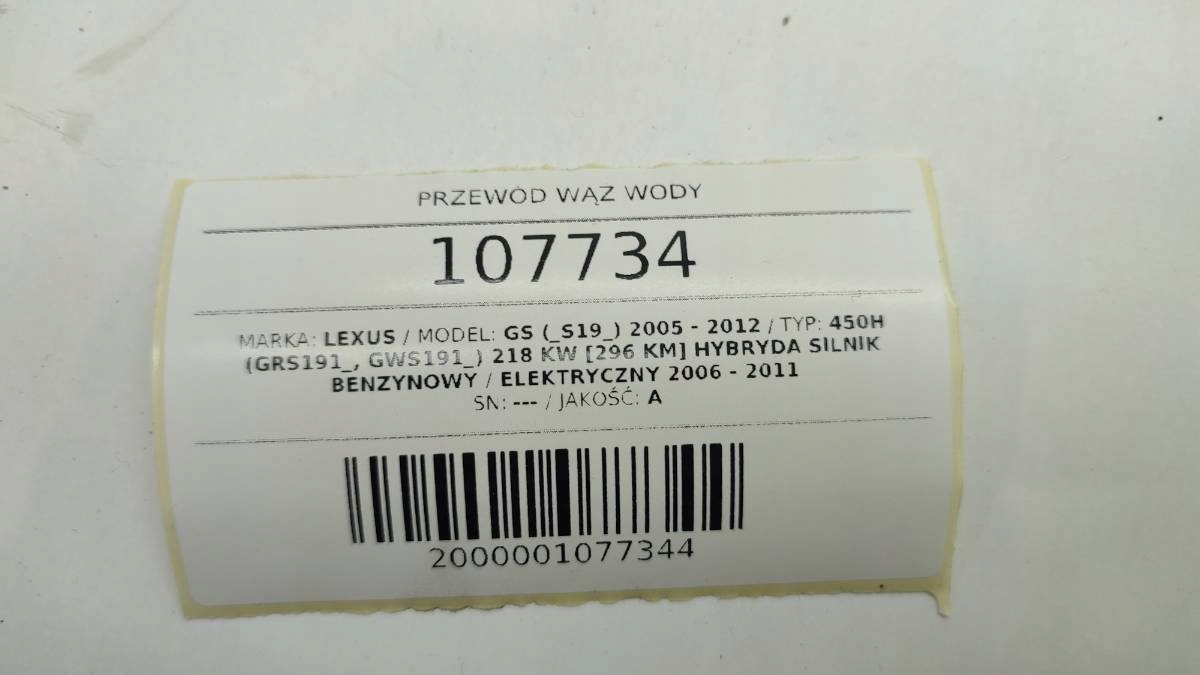 PRZEWÓD WĄZ WODY
107734
MARKA: LEXUS / MODEL: GS (_S19_) 2005 - 2012 / TYP: 450H
(GRS191_, GWS191_) 218 KW [296 KM] HYBRYDA SILNIK
BENZYNOWY / ELEKTRYCZNY 2006 - 2011
SN: --- / JAKOŚĆ: A
2000001077344